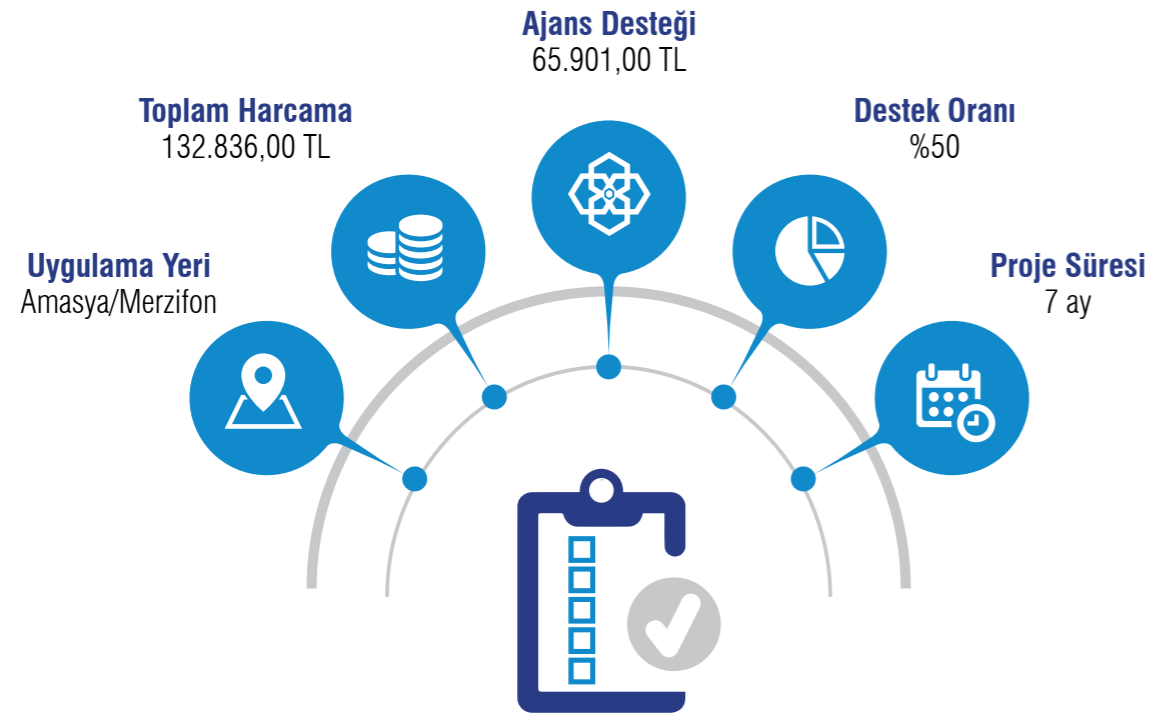 Ajans Desteği
65.901,00 TL
Toplam Harcama
132.836,00 TL
Destek Oranı
%50
Uygulama Yeri
Amasya/Merzifon
Proje Süresi
7 ay